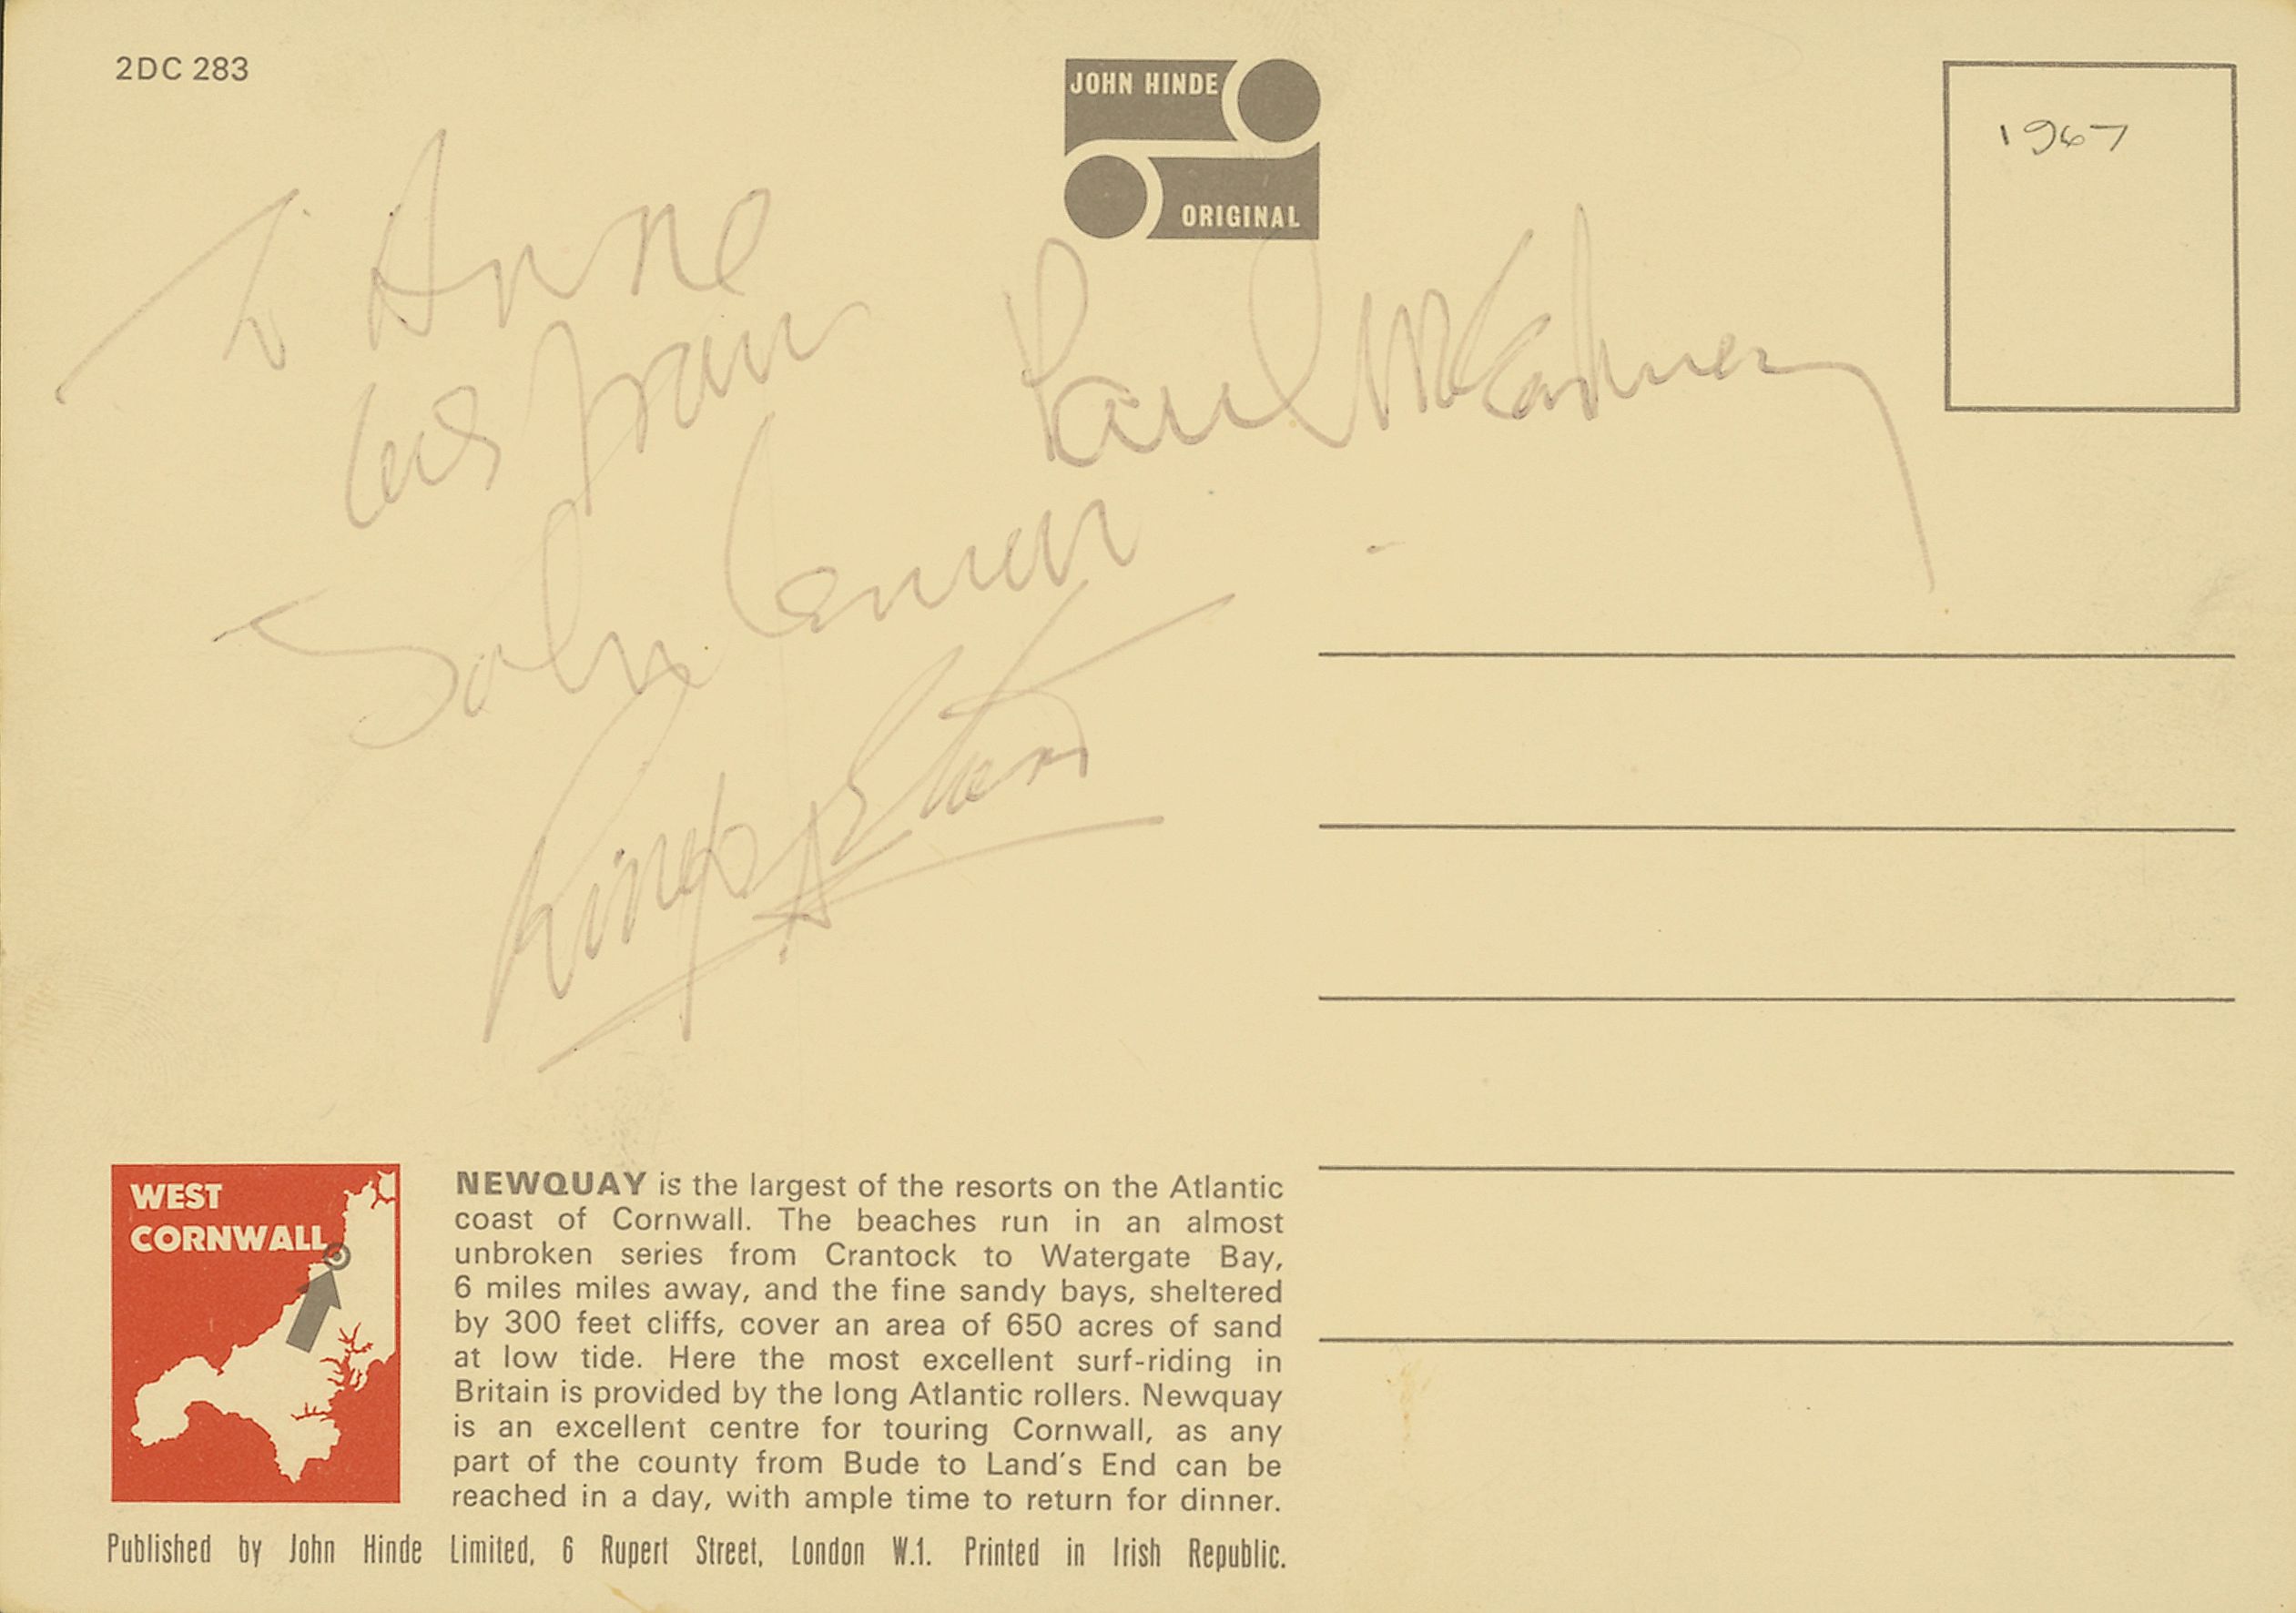 2DC 283
JOHN HINDE
ORIGINAL
1967
To Anne
love from
John Lennon
Paul McCartney
Ringo Starr
WEST
CORNWALL
NEWQUAY is the largest of the resorts on the Atlantic
coast of Cornwall. The beaches run in an almost
unbroken series from Crantock to Watergate Bay,
6 miles miles away, and the fine sandy bays, sheltered
by 300 feet cliffs, cover an area of 650 acres of sand
at low tide. Here the most excellent surf-riding in
Britain is provided by the long Atlantic rollers. Newquay
is an excellent centre for touring Cornwall, as any
part of the county from Bude to Land's End can be
reached in a day, with ample time to return for dinner.
Published by John Hinde Limited, 6 Rupert Street, London W.1. Printed in Irish Republic.